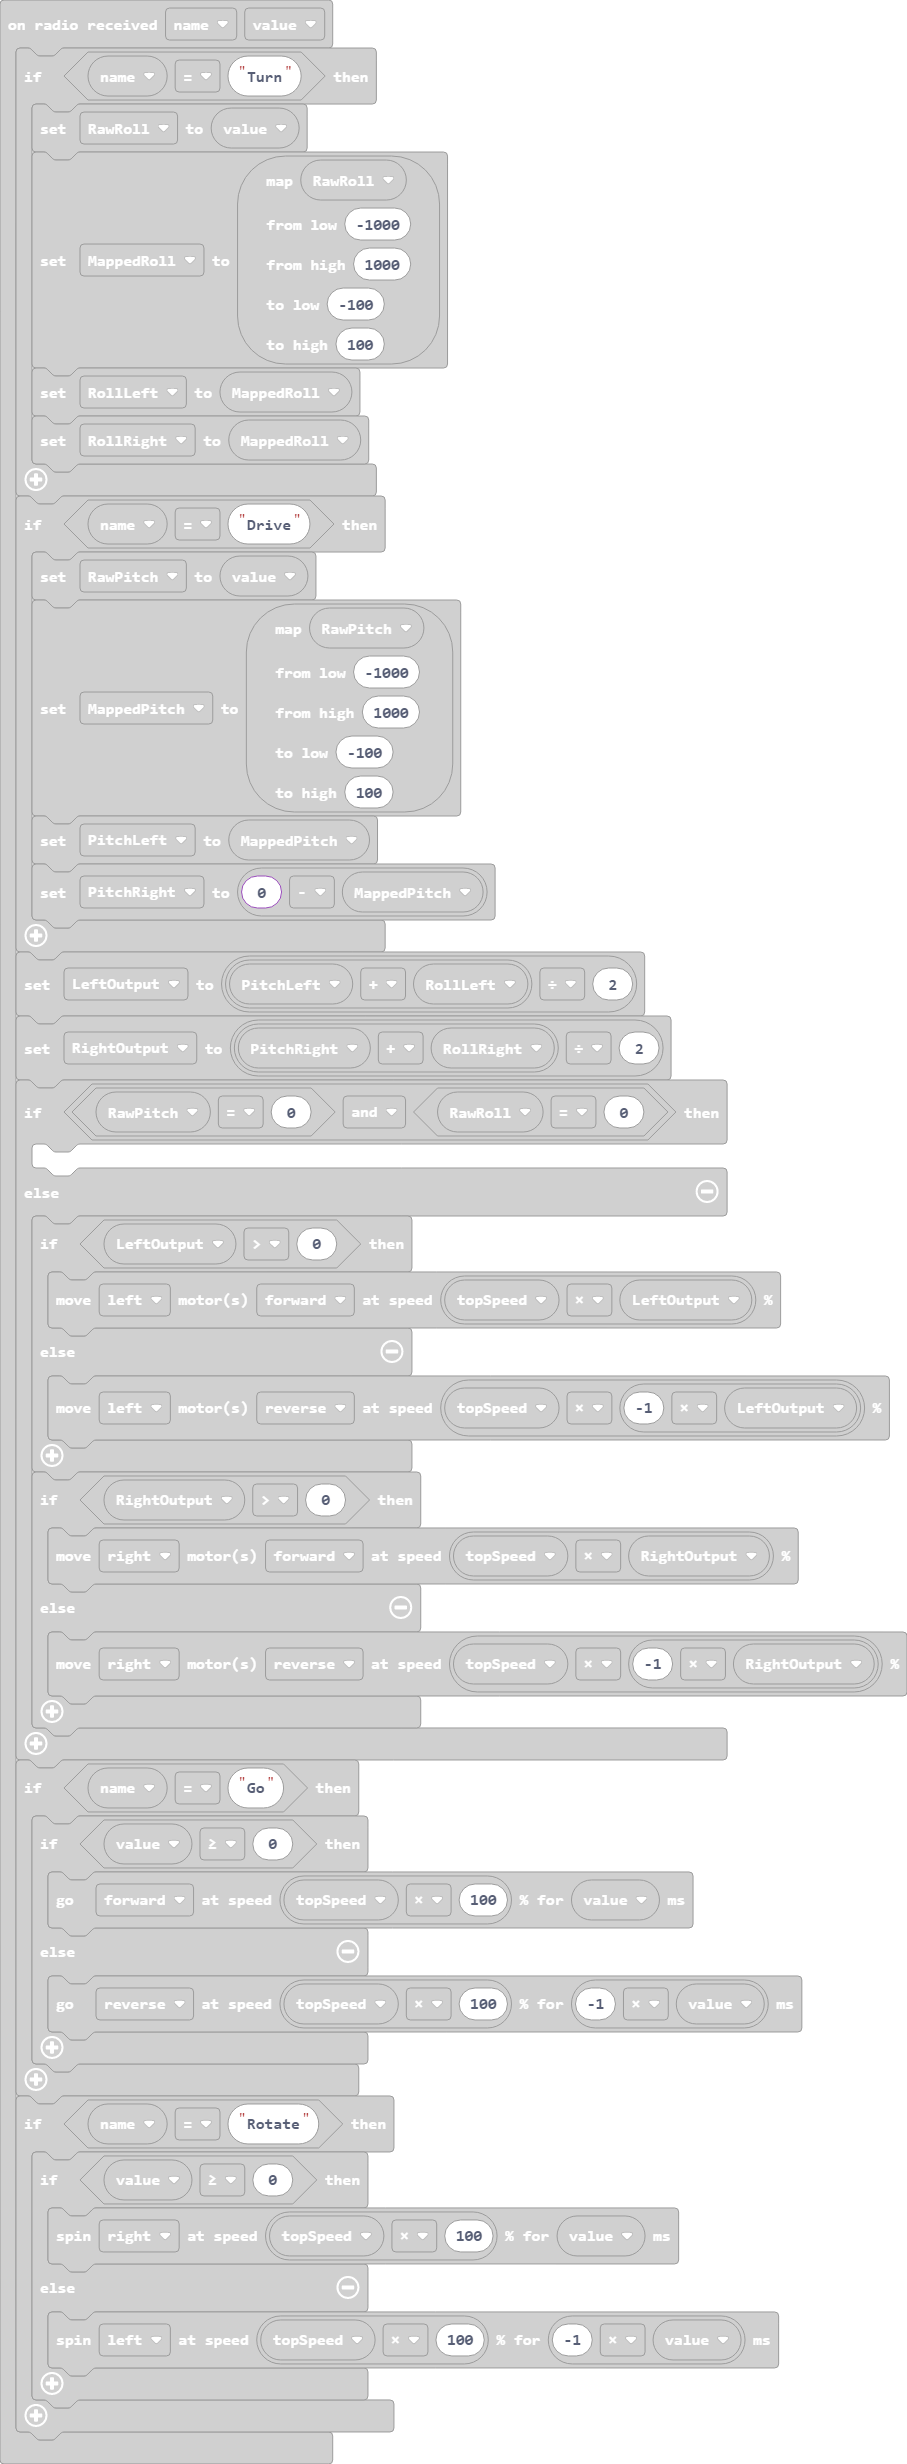 on radio received name value
if name = "Turn" then
set RawRoll to value
map RawRoll
from low -1000
set MappedRoll to from high 1000
to low -100
to high 100
set RollLeft to MappedRoll
set RollRight to MappedRoll
if name = "Drive" then
set RawPitch to value
map RawPitch
from low -1000
set MappedPitch to from high 1000
to low -100
to high 100
set PitchLeft to MappedPitch
set PitchRight to 0 - MappedPitch
set LeftOutput to PitchLeft + RollLeft ÷ 2
set RightOutput to PitchRight + RollRight ÷ 2
if RawPitch = 0 and RawRoll = 0 then
else
if LeftOutput > 0 then
move left motor(s) forward at speed topSpeed × LeftOutput %
else
move left motor(s) reverse at speed topSpeed × -1 × LeftOutput %
if RightOutput > 0 then
move right motor(s) forward at speed topSpeed × RightOutput %
else
move right motor(s) reverse at speed topSpeed × -1 × RightOutput %
if name = "Go" then
if value ≥ 0 then
go forward at speed topSpeed × 100 % for value ms
else
go reverse at speed topSpeed × 100 % for -1 × value ms
if name = "Rotate" then
if value ≥ 0 then
spin right at speed topSpeed × 100 % for value ms
else
spin left at speed topSpeed × 100 % for -1 × value ms